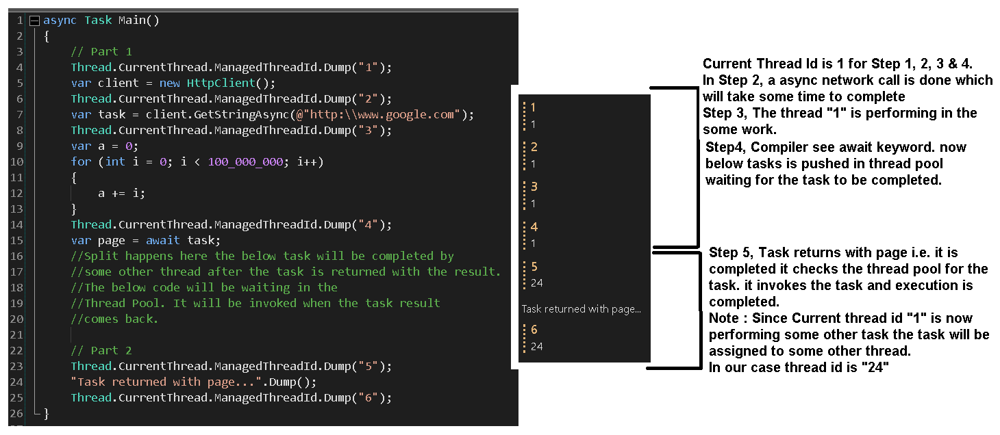 1 async Task Main()
2 {
3 // Part 1
4 Thread.CurrentThread.ManagedThreadId.Dump("1");
5 var client = new HttpClient();
6 Thread.CurrentThread.ManagedThreadId.Dump("2");
7 var task = client.GetStringAsync(@"http:\\www.google.com");
8 Thread.CurrentThread.ManagedThreadId.Dump("3");
9 var a = 0;
10 for (int i = 0; i < 100_000_000; i++)
11 {
12 a += i;
13 }
14 Thread.CurrentThread.ManagedThreadId.Dump("4");
15 var page = await task;
16 //Split happens here the below task will be completed by
17 //some other thread after the task is returned with the result.
18 //The below code will be waiting in the
19 //Thread Pool. It will be invoked when the task result
20 //comes back.
21
22 // Part 2
23 Thread.CurrentThread.ManagedThreadId.Dump("5");
24 "Task returned with page...".Dump();
25 Thread.CurrentThread.ManagedThreadId.Dump("6");
26 }
1
1
2
1
3
1
4
1
5
24
Task returned with page...
6
24
Current Thread Id is 1 for Step 1, 2, 3 & 4.
In Step 2, a async network call is done which
will take some time to complete
Step 3, The thread "1" is performing in the
some work.
Step4, Compiler see await keyword. now
below tasks is pushed in thread pool
waiting for the task to be completed.
Step 5, Task returns with page i.e. it is
completed it checks the thread pool for the
task. it invokes the task and execution is
completed.
Note : Since Current thread id "1" is now
performing some other task the task will be
assigned to some other thread.
In our case thread id is "24"